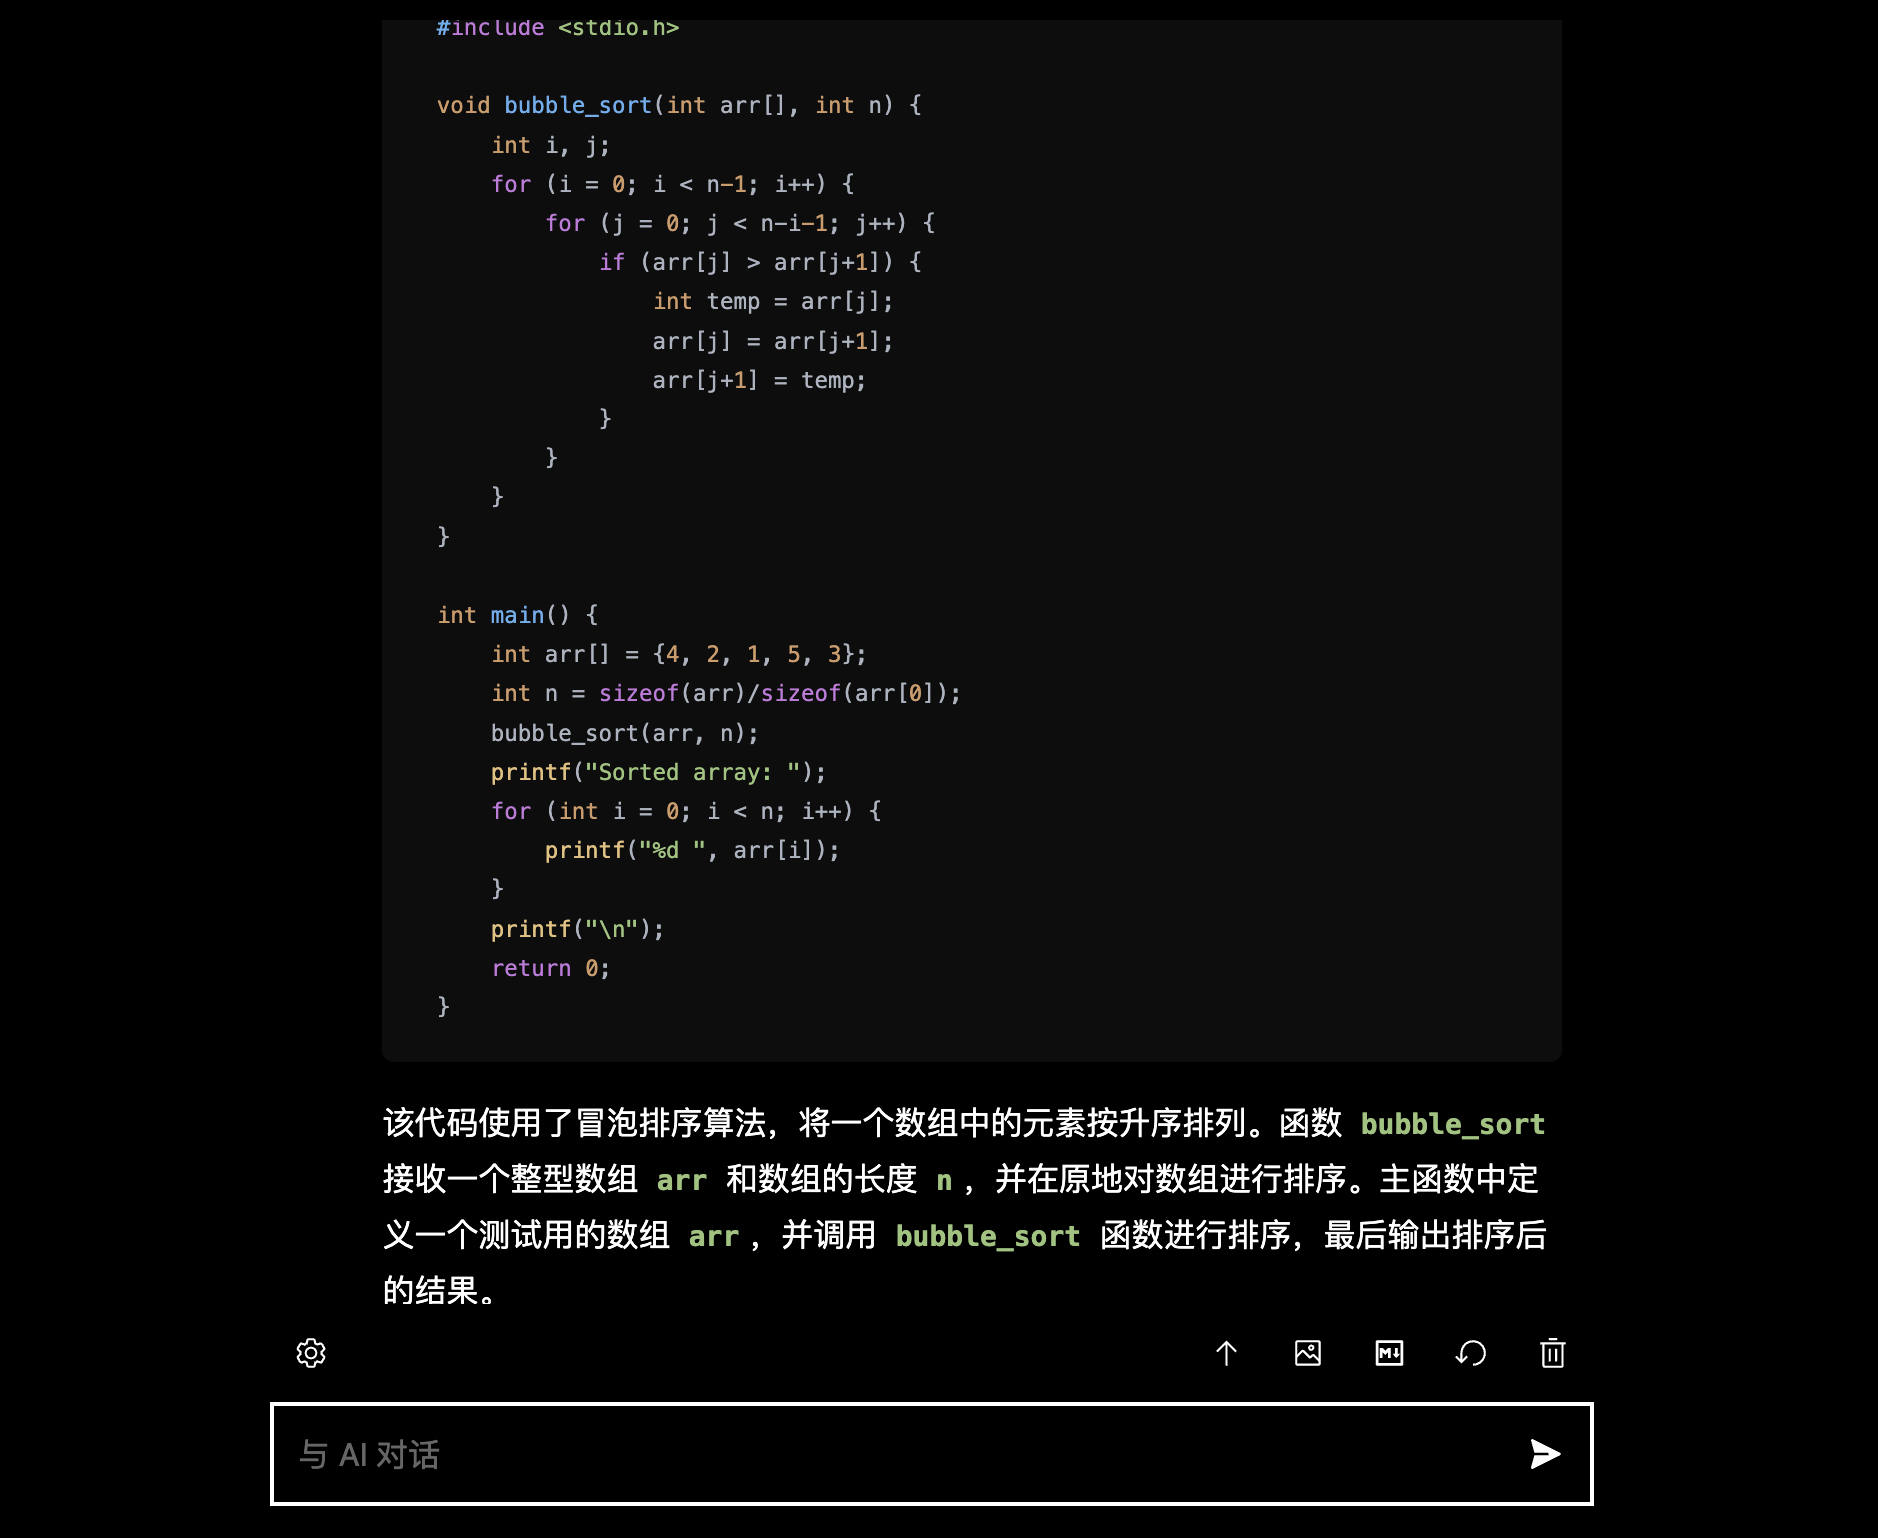 #include <stdio.h>
void bubble_sort(int arr[], int n) {
    int i, j;
    for (i = 0; i < n-1; i++) {
        for (j = 0; j < n-i-1; j++) {
            if (arr[j] > arr[j+1]) {
                int temp = arr[j];
                arr[j] = arr[j+1];
                arr[j+1] = temp;
            }
        }
    }
}
int main() {
    int arr[] = {4, 2, 1, 5, 3};
    int n = sizeof(arr)/sizeof(arr[0]);
    bubble_sort(arr, n);
    printf("Sorted array: ");
    for (int i = 0; i < n; i++) {
        printf("%d ", arr[i]);
    }
    printf("\n");
    return 0;
}
该代码使用了冒泡排序算法，将一个数组中的元素按升序排列。函数 bubble_sort
接收一个整型数组 arr 和数组的长度 n ，并在原地对数组进行排序。主函数中定
义一个测试用的数组 arr ，并调用 bubble_sort 函数进行排序，最后输出排序后
的结果。
M↓
与 AI 对话